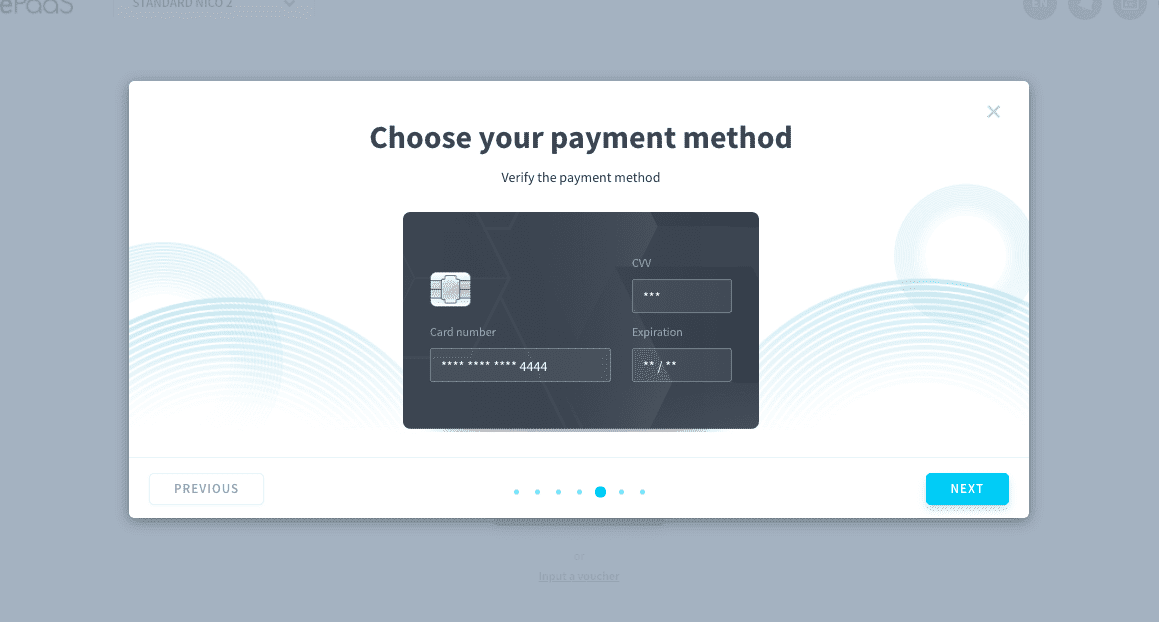 ePaaS
STANDARD NICO 2
EN
Choose your payment method
Verify the payment method
CVV
***
Card number
Expiration
**** **** **** 4444
** / **
PREVIOUS
NEXT
or
Input a voucher